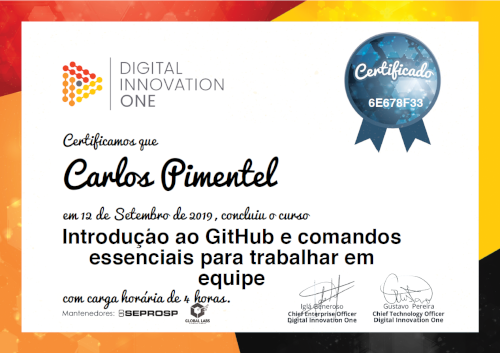 DIGITAL
INNOVATION
ONE
Certificado
6E678F33
Certificamos que
Carlos Pimentel
em 12 de Setembro de 2019, concluiu o curso
Introdução ao GitHub e comandos
essenciais para trabalhar em
equipe
com carga horária de 4 horas.
Mantenedores: SEPROSP GLOBAL LABS
Iglá Generoso
Chief Enterprise Officer
Digital Innovation One
Gustavo Pereira
Chief Technology Officer
Digital Innovation One